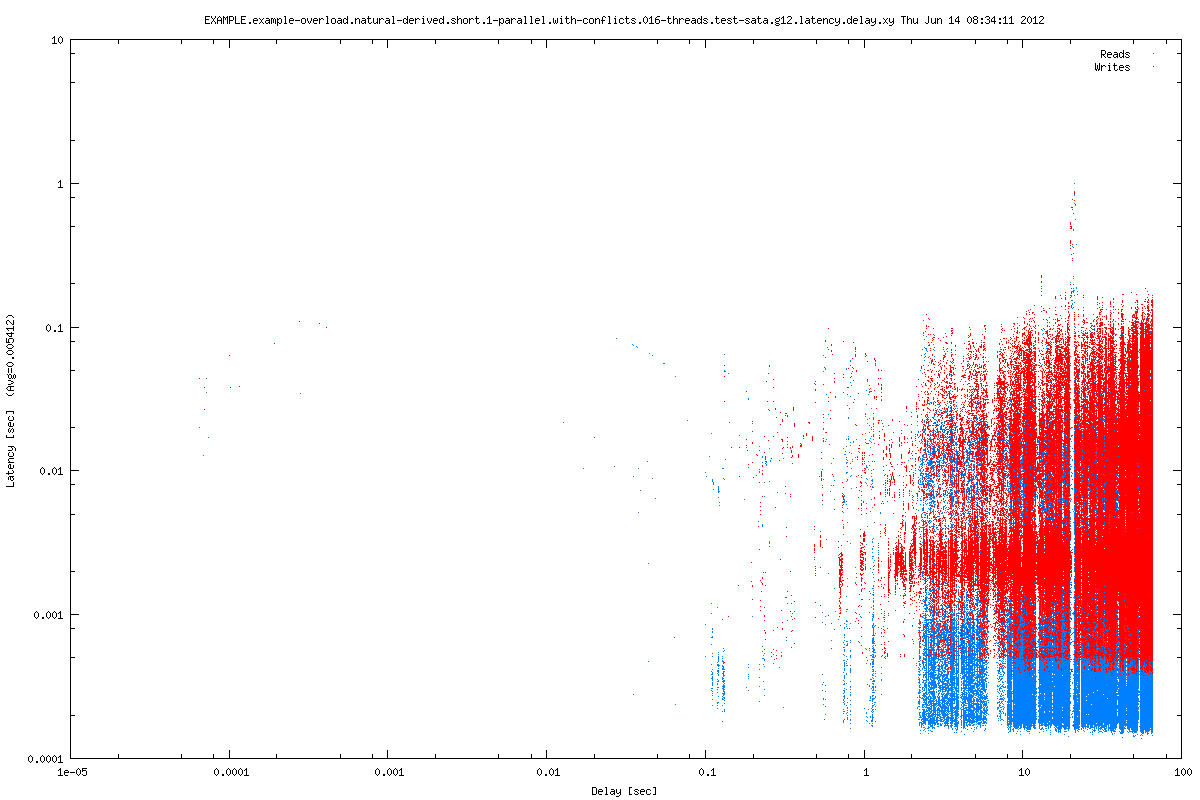 EXAMPLE.example-overload.natural-derived.short.1-parallel.with-conflicts.016-threads.test-sata.g12.latency.delay.xy Thu Jun 14 08:34:11 2012
Reads
Writes
10
1
0.1
0.01
0.001
0.0001
Latency [sec] (Avg=0.005412)
1e-05 0.0001 0.001 0.01 0.1 1 10 100
Delay [sec]